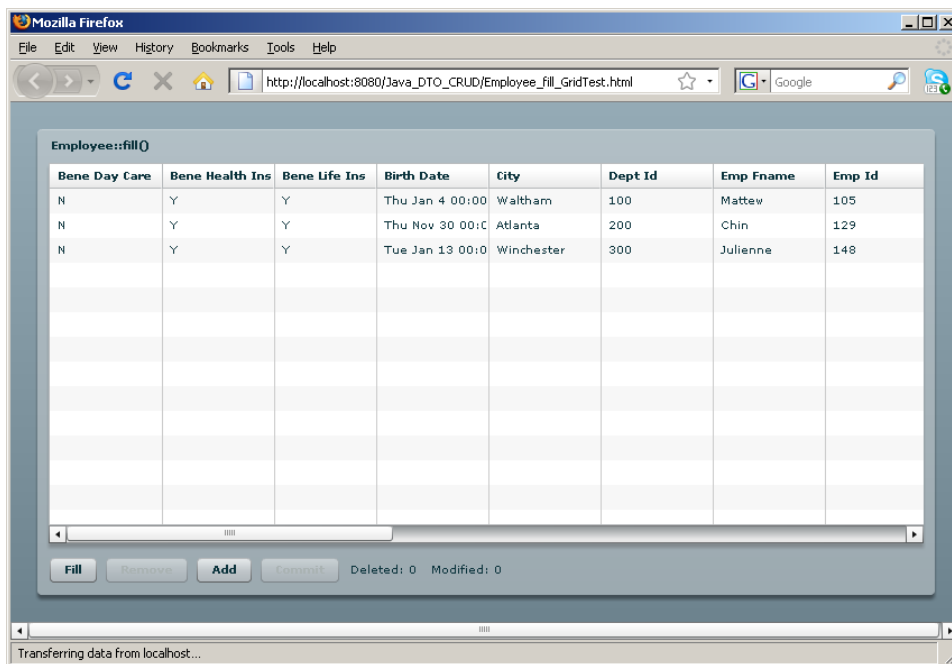 Mozilla Firefox
File Edit View History Bookmarks Tools Help
http://localhost:8080/Java_DTO_CRUD/Employee_fill_GridTest.html G Google 123
Employee::fill()
Bene Day Care Bene Health Ins Bene Life Ins Birth Date City Dept Id Emp Fname Emp Id
N Y Y Thu Jan 4 00:00 Waltham 100 Mattew 105
N Y Y Thu Nov 30 00:0 Atlanta 200 Chin 129
N Y Y Tue Jan 13 00:0 Winchester 300 Julienne 148
Fill Remove Add Commit Deleted: 0 Modified: 0
Transferring data from localhost...